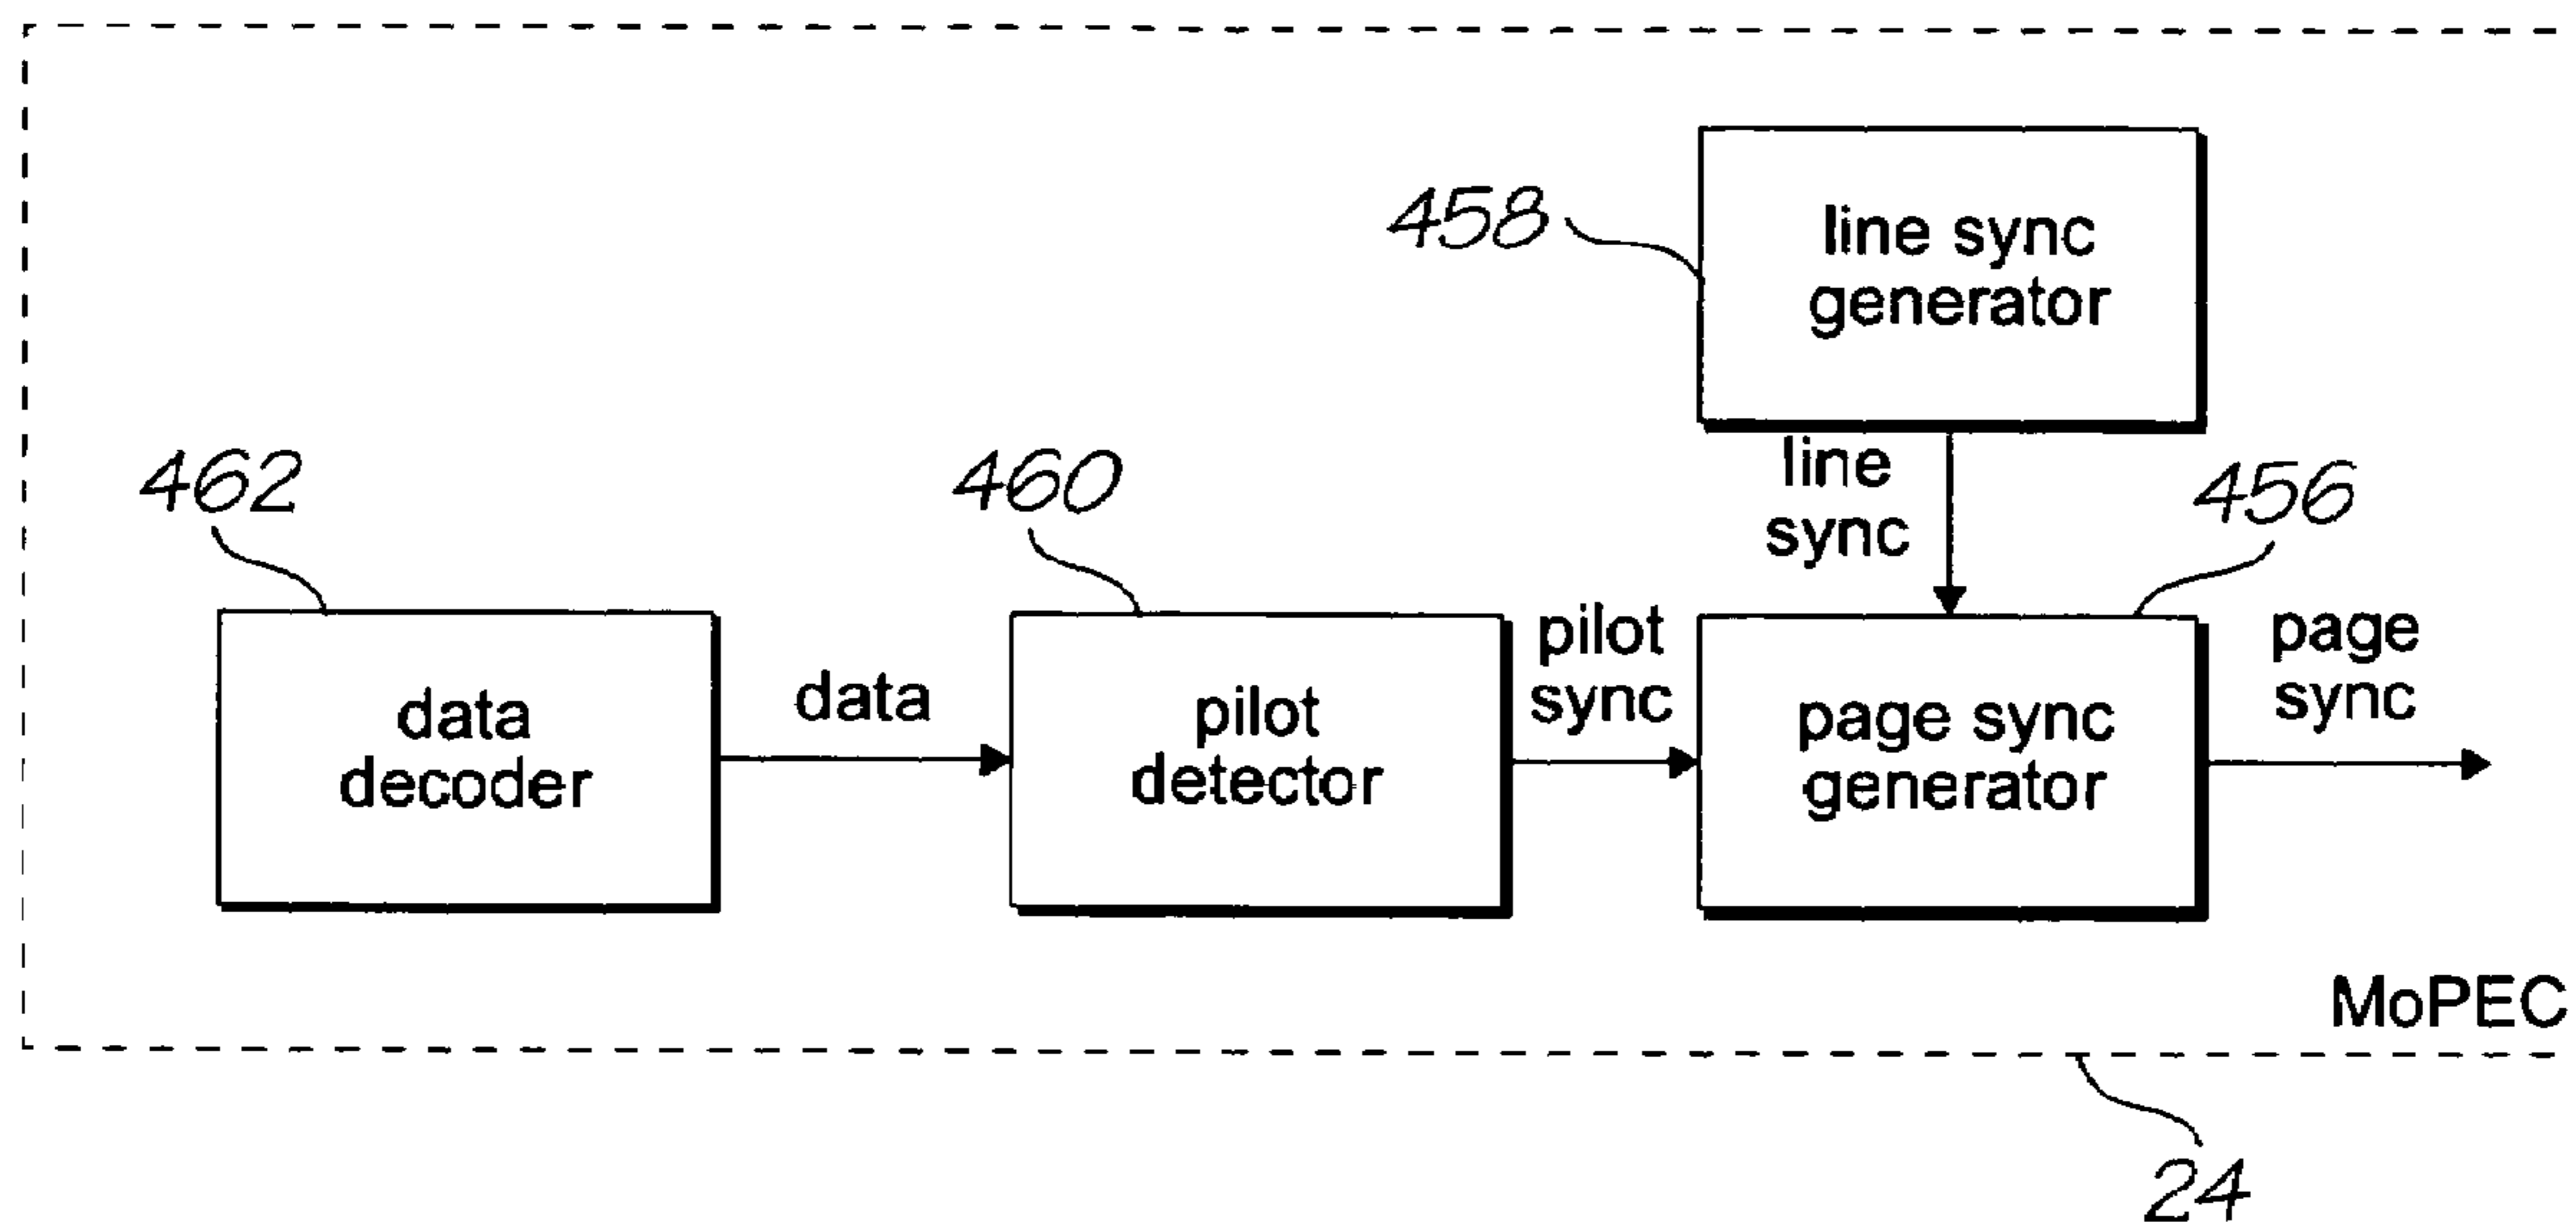 458
line sync
generator
line
sync
462
460
456
data
decoder
data
pilot
detector
pilot
sync
page sync
generator
page
sync
MoPEC
24